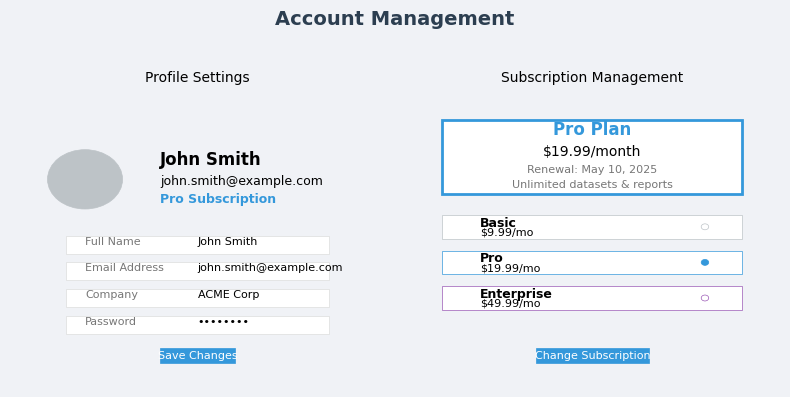 Account Management
Profile Settings
John Smith
john.smith@example.com
Pro Subscription
Full Name John Smith
Email Address john.smith@example.com
Company ACME Corp
Password ••••••••
Save Changes
Subscription Management
Pro Plan
$19.99/month
Renewal: May 10, 2025
Unlimited datasets & reports
Basic
$9.99/mo
Pro
$19.99/mo
Enterprise
$49.99/mo
Change Subscription